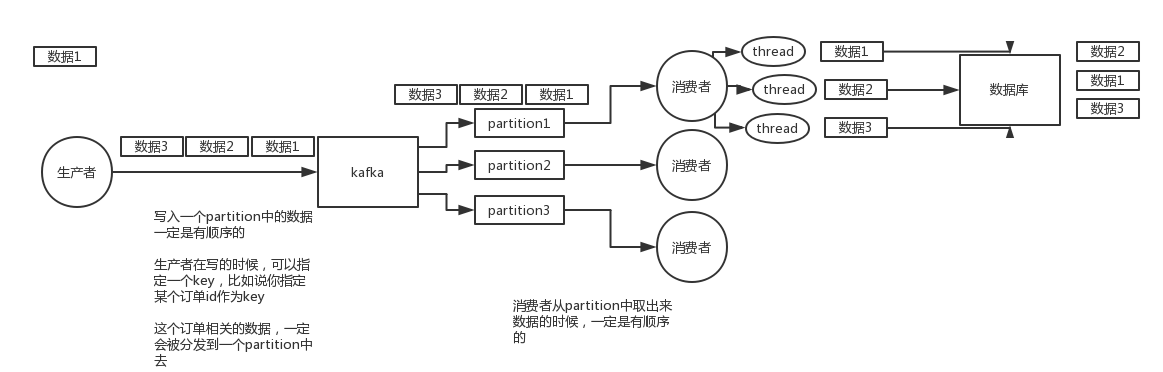 数据1
生产者
数据3 数据2 数据1
kafka
写入一个partition中的数据
一定是有顺序的
生产者在写的时候，可以指
定一个key，比如说你指定
某个订单id作为key
这个订单相关的数据，一定
会被分发到一个partition中
去
数据3 数据2 数据1
partition1
partition2
partition3
消费者
消费者
消费者
消费者从partition中取出来
数据的时候，一定是有顺序
的
thread
thread
thread
数据1
数据2
数据3
数据库
数据2
数据1
数据3